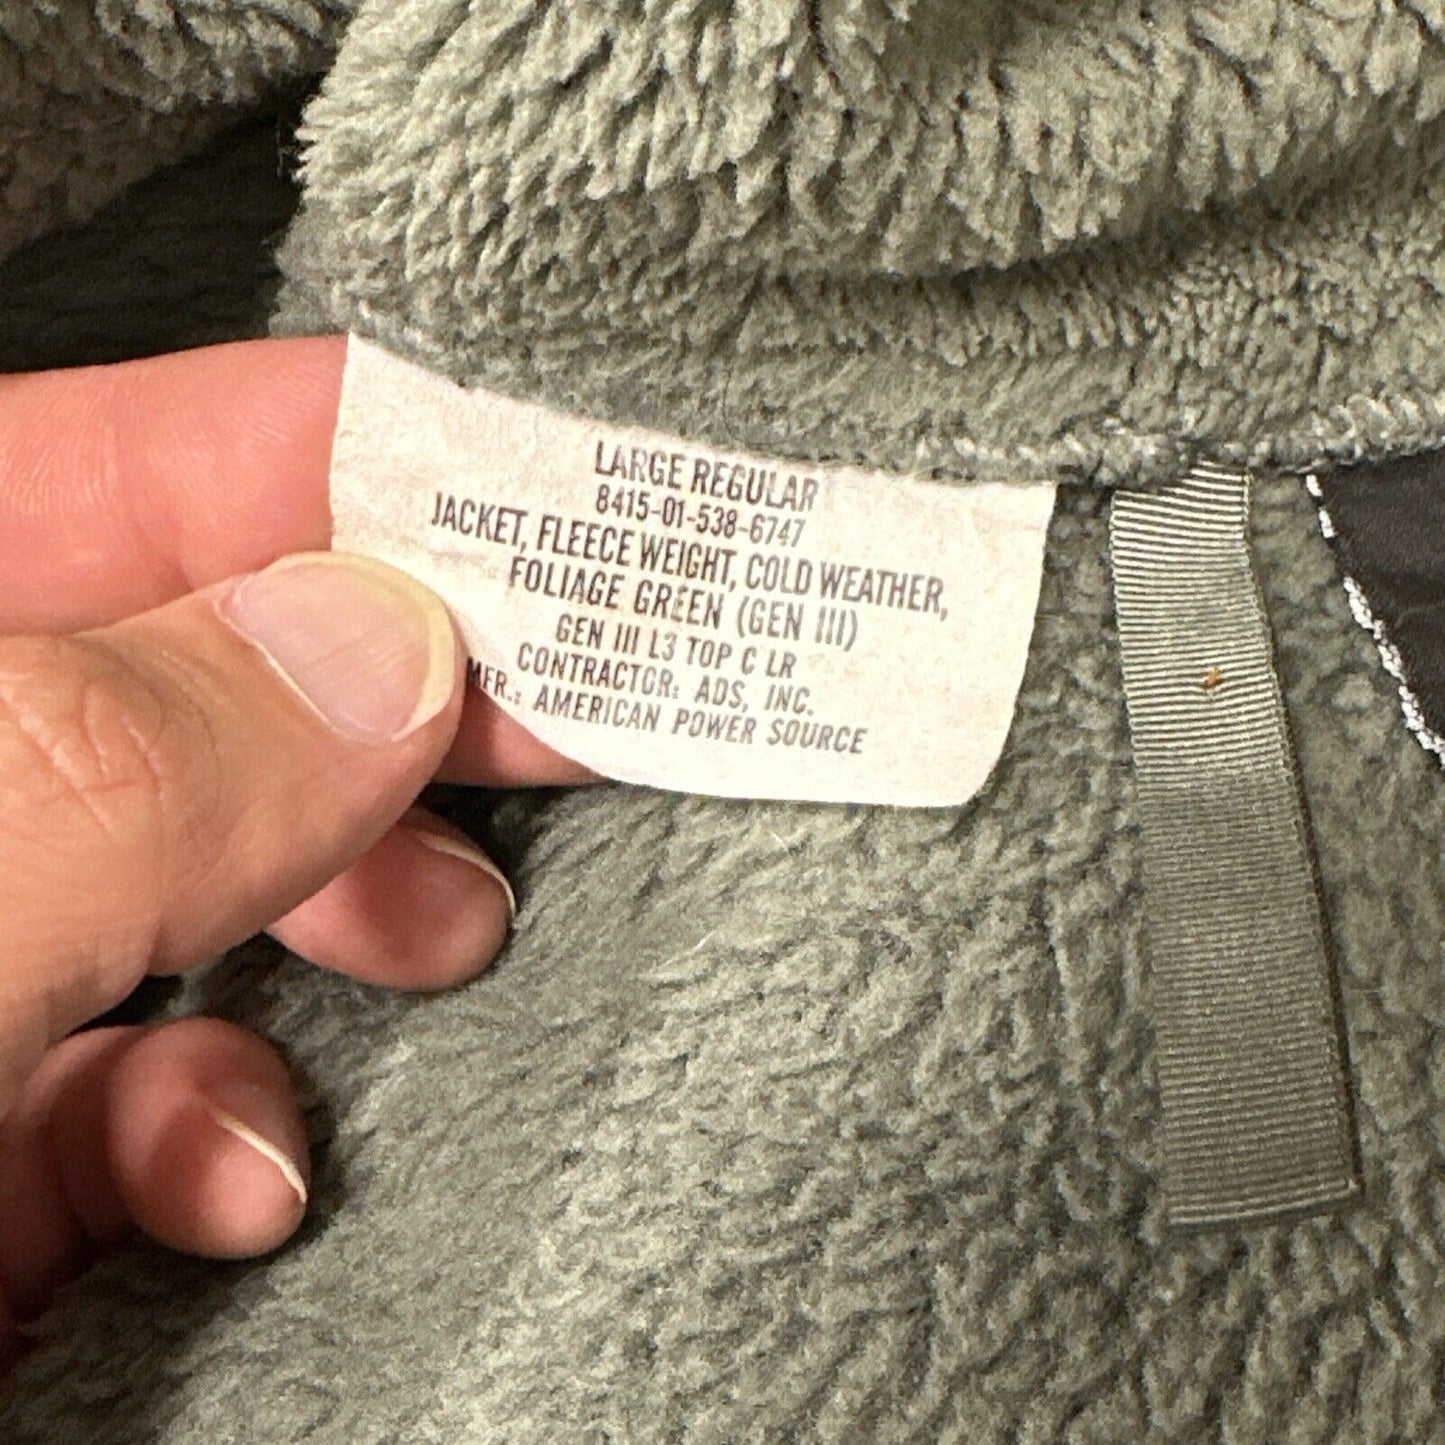 LARGE REGULAR
8415-01-538-6747
JACKET, FLEECE WEIGHT, COLD WEATHER,
FOLIAGE GREEN (GEN III)
GEN III L3 TOP C LR
CONTRACTOR: ADS, INC.
MFR.: AMERICAN POWER SOURCE